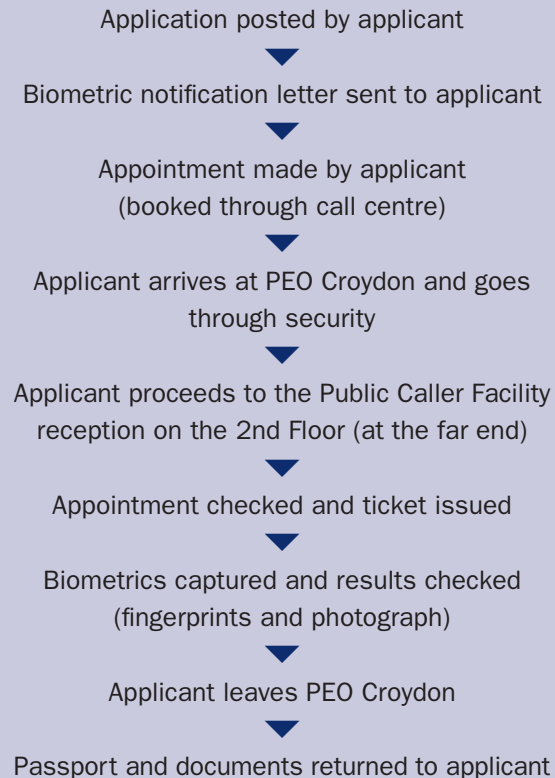 Application posted by applicant
Biometric notification letter sent to applicant
Appointment made by applicant
(booked through call centre)
Applicant arrives at PEO Croydon and goes
through security
Applicant proceeds to the Public Caller Facility
reception on the 2nd Floor (at the far end)
Appointment checked and ticket issued
Biometrics captured and results checked
(fingerprints and photograph)
Applicant leaves PEO Croydon
Passport and documents returned to applicant